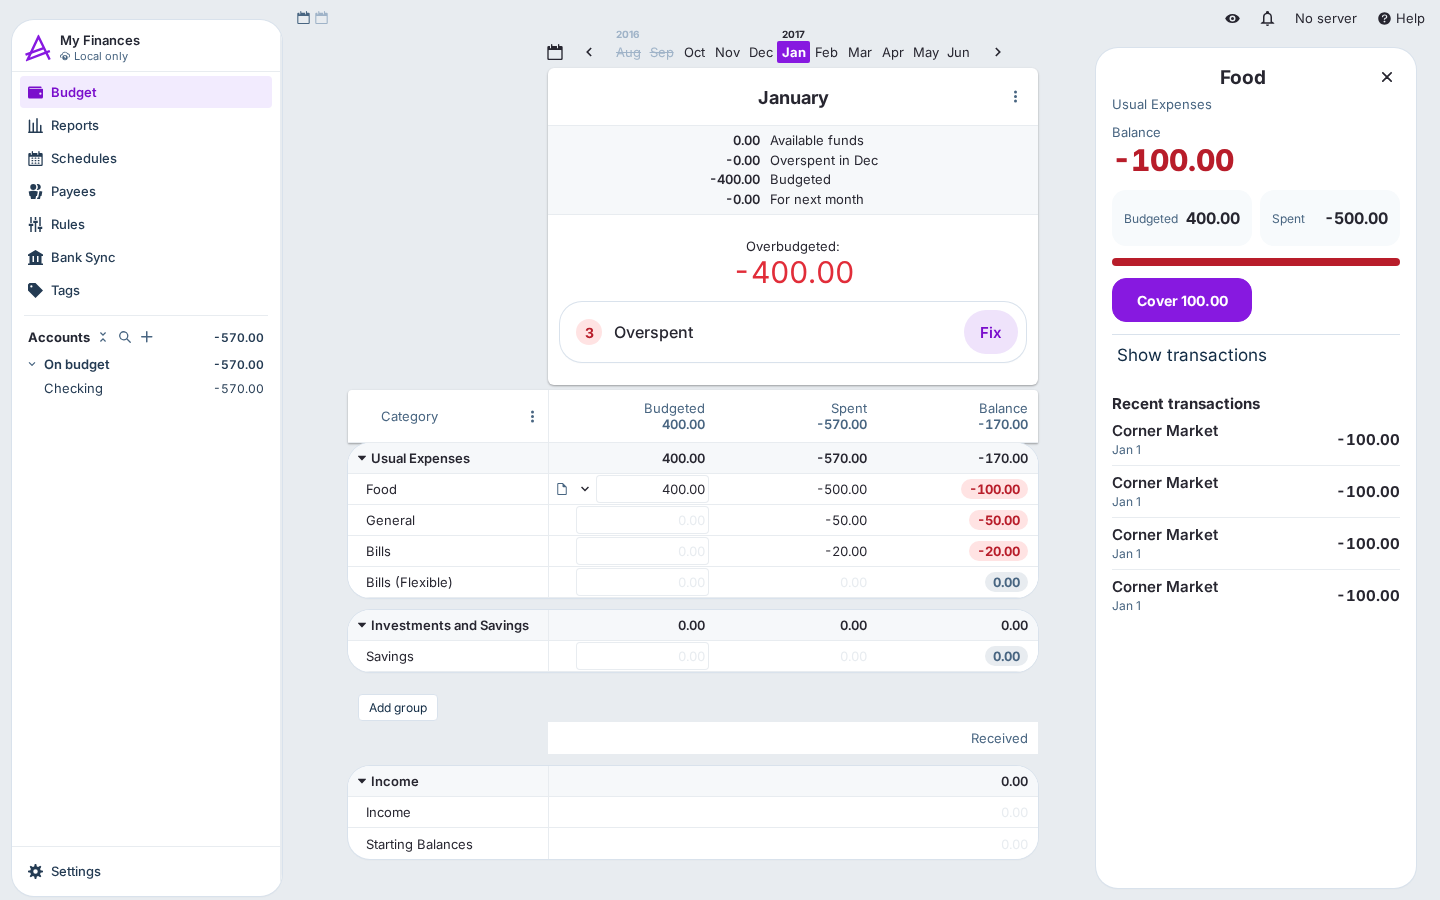 My Finances
Local only
Budget
Reports
Schedules
Payees
Rules
Bank Sync
Tags
Accounts -570.00
On budget -570.00
Checking -570.00
Settings
No server
Help
2016 2017
Aug Sep Oct Nov Dec Jan Feb Mar Apr May Jun
January
0.00 Available funds
-0.00 Overspent in Dec
-400.00 Budgeted
-0.00 For next month
Overbudgeted:
-400.00
3 Overspent Fix
Category Budgeted Spent Balance
400.00 -570.00 -170.00
Usual Expenses 400.00 -570.00 -170.00
Food 400.00 -500.00 -100.00
General 0.00 -50.00 -50.00
Bills 0.00 -20.00 -20.00
Bills (Flexible) 0.00 0.00 0.00
Investments and Savings 0.00 0.00 0.00
Savings 0.00 0.00 0.00
Add group
Received
Income 0.00
Income 0.00
Starting Balances 0.00
Food
Usual Expenses
Balance
-100.00
Budgeted 400.00 Spent -500.00
Cover 100.00
Show transactions
Recent transactions
Corner Market -100.00
Jan 1
Corner Market -100.00
Jan 1
Corner Market -100.00
Jan 1
Corner Market -100.00
Jan 1